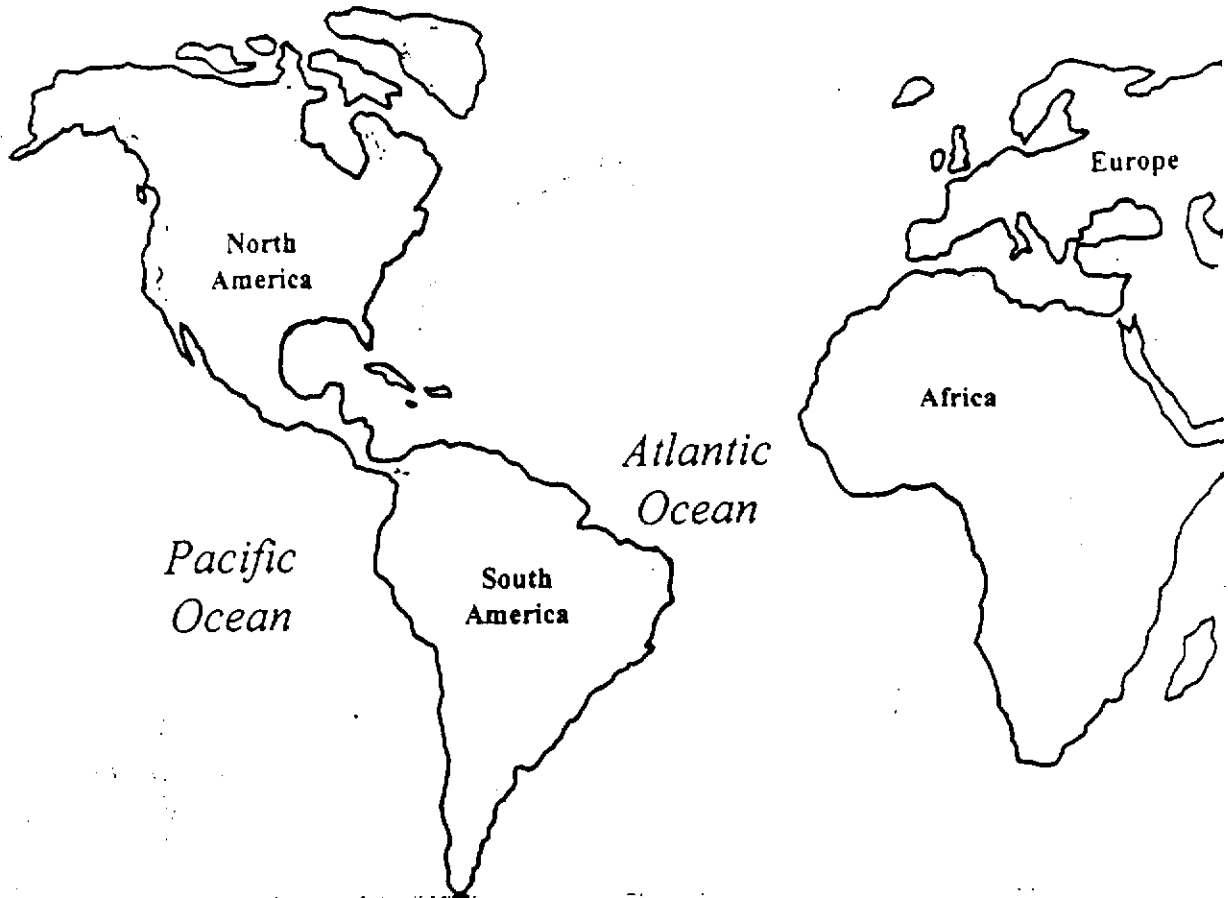 Europe
North
America
Africa
Atlantic
Ocean
Pacific
Ocean
South
America